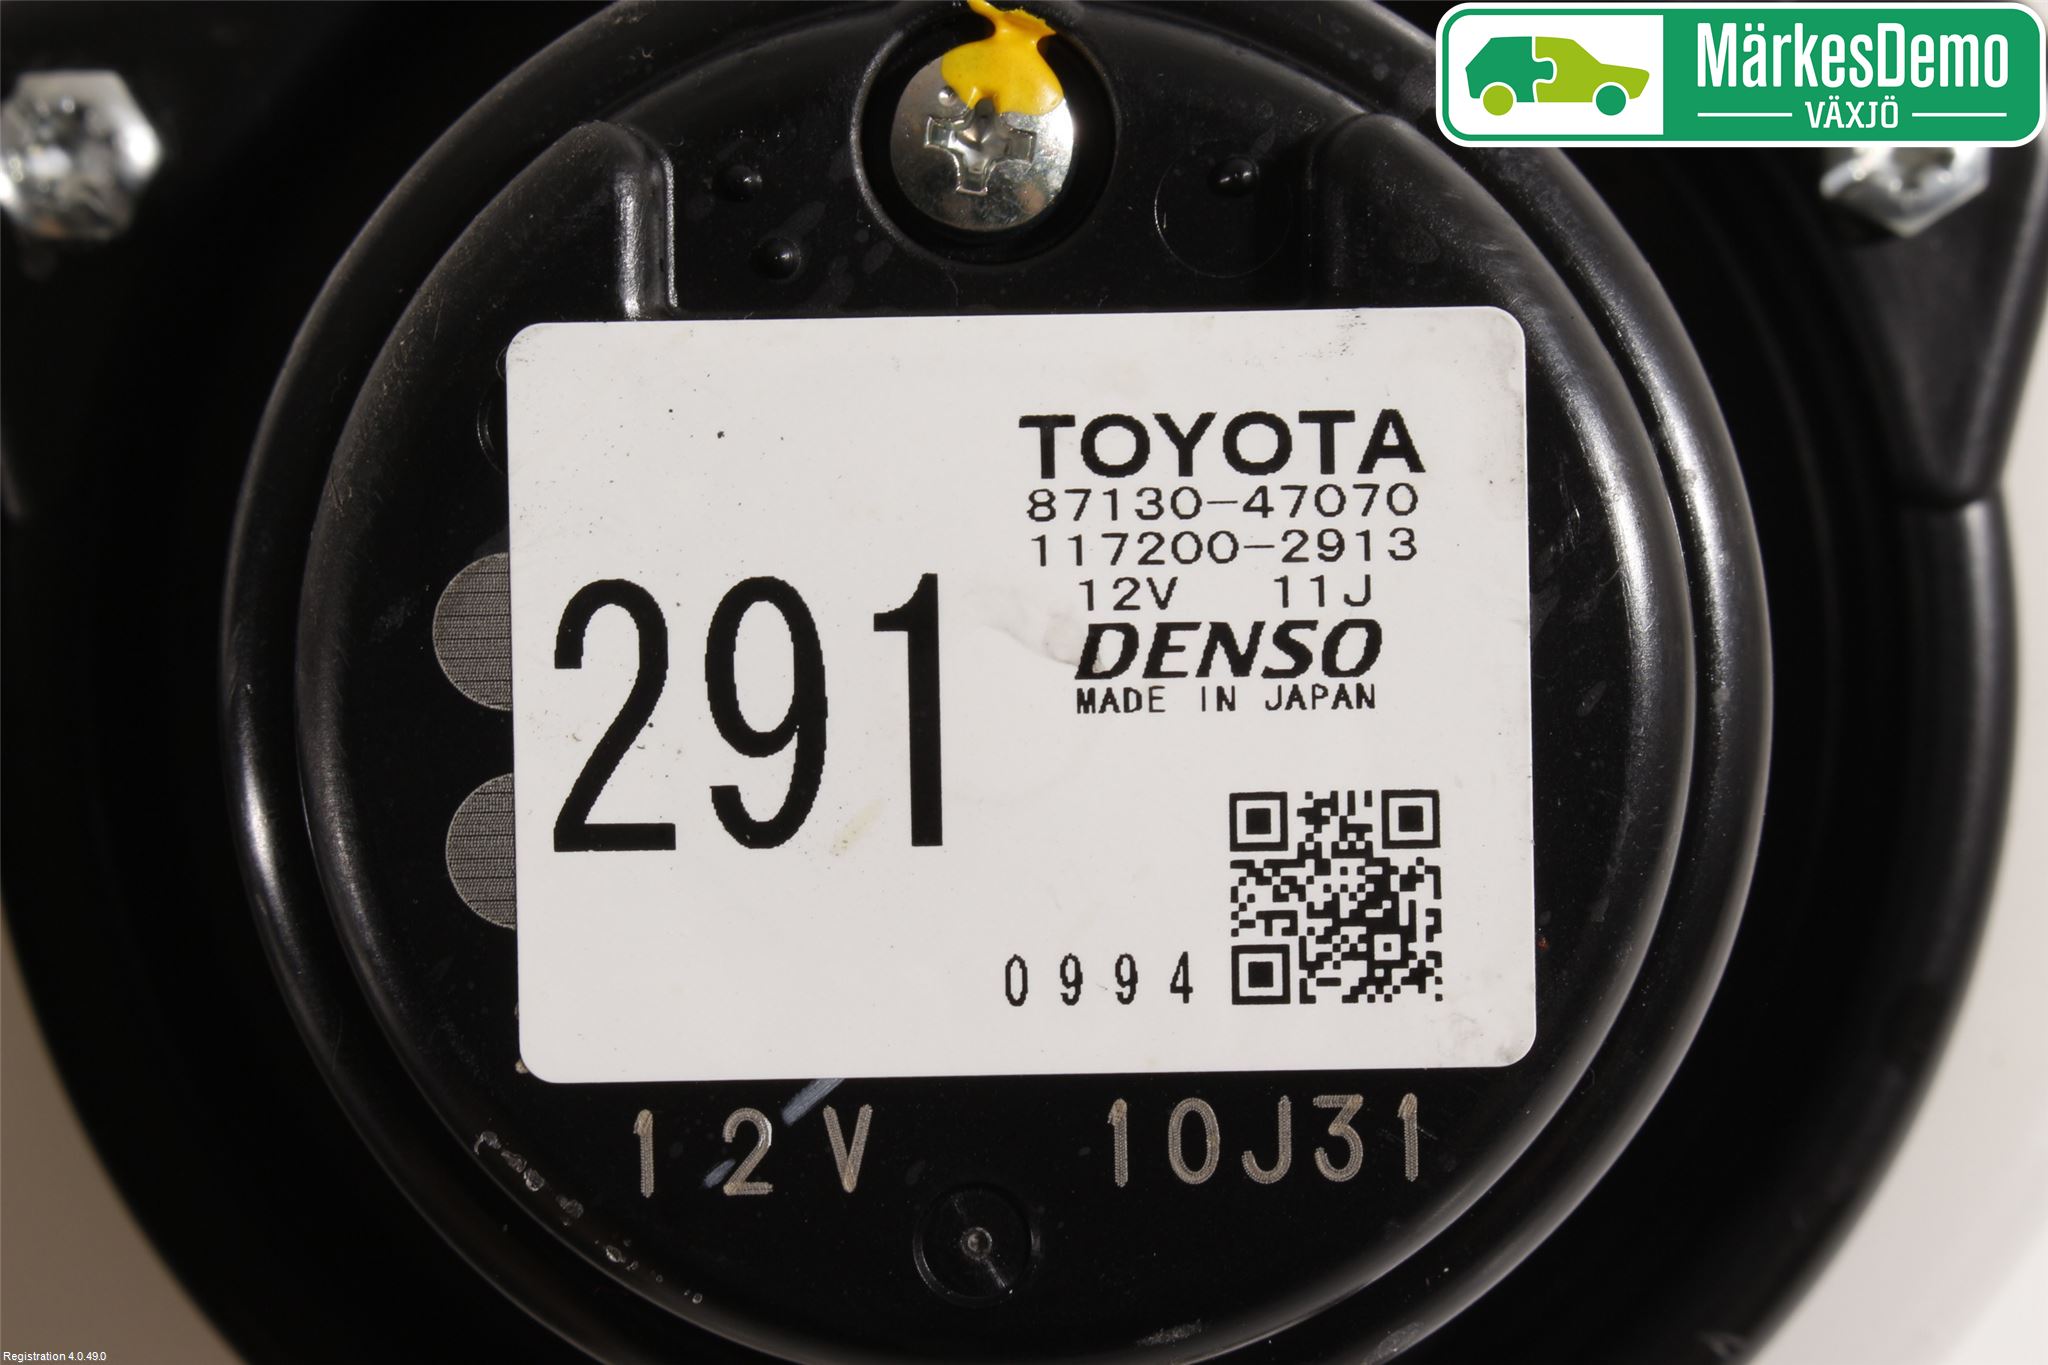 MärkesDemo
VÄXJÖ
TOYOTA
87130-47070
117200-2913
12V 11J
DENSO
MADE IN JAPAN
291
0994
12V 10J31
Registration 4.0.49.0